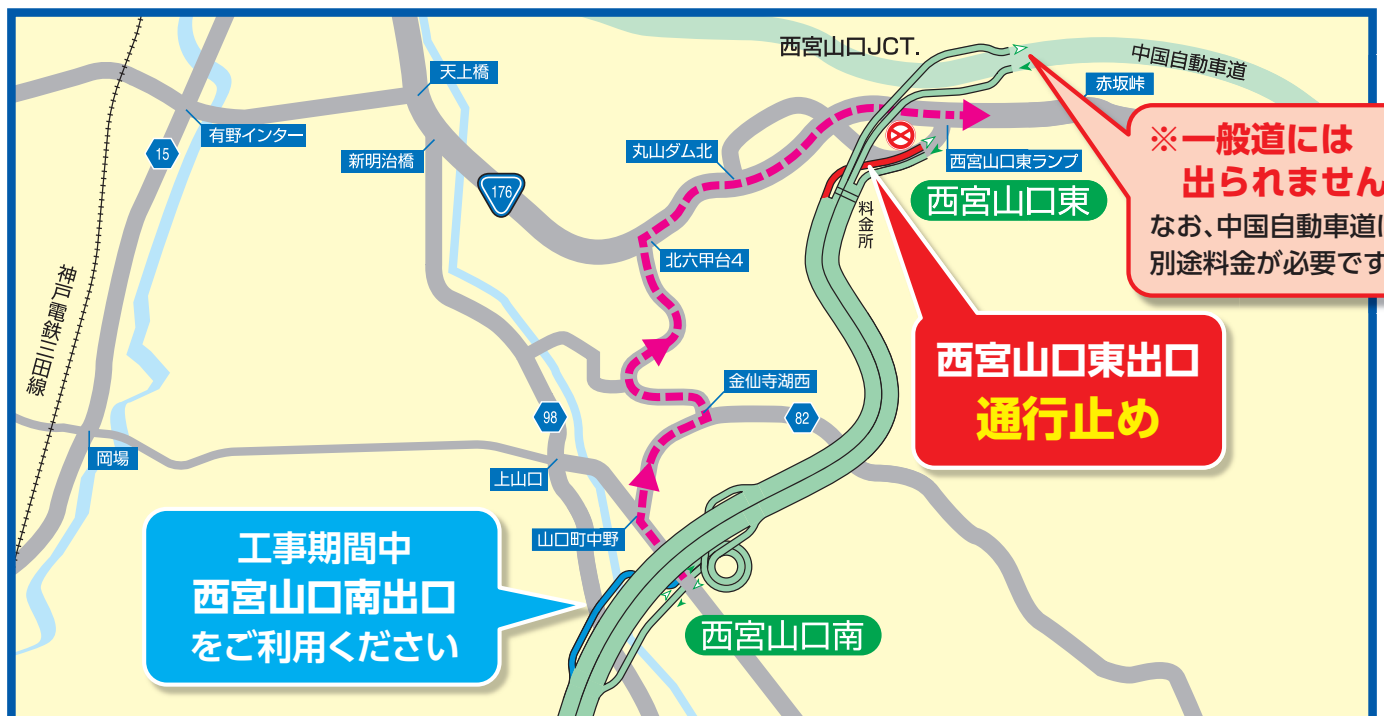 西宮山口JCT.
中国自動車道
天上橋
赤坂峠
有野インター
15
新明治橋
丸山ダム北
西宮山口東ランプ
※一般道には
出られません
なお、中国自動車道に
別途料金が必要です
176
西宮山口東
料金所
北六甲台4
神戸電鉄三田線
西宮山口東出口
通行止め
金仙寺湖西
98
82
岡場
上山口
山口町中野
工事期間中
西宮山口南出口
をご利用ください
西宮山口南